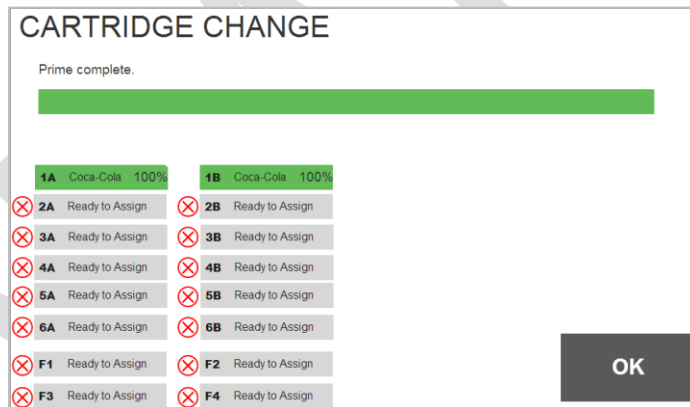 CARTRIDGE CHANGE
Prime complete.
1A Coca-Cola 100% 1B Coca-Cola 100%
2A Ready to Assign 2B Ready to Assign
3A Ready to Assign 3B Ready to Assign
4A Ready to Assign 4B Ready to Assign
5A Ready to Assign 5B Ready to Assign
6A Ready to Assign 6B Ready to Assign
F1 Ready to Assign F2 Ready to Assign
OK
F3 Ready to Assign F4 Ready to Assign